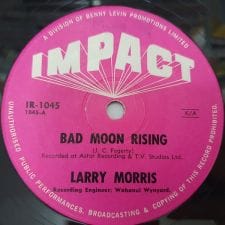 A DIVISION OF BENNY LEVIN PROMOTIONS LIMITED
IMPACT
IR-1045
1045-A
K/A
BAD MOON RISING
(J. C. Fogerty)
Recorded at Astor Recording & T.V. Studios Ltd.
LARRY MORRIS
Recording Engineer: Wahanui Wynyard.
UNAUTHORISED PUBLIC PERFORMANCE, BROADCASTING & COPYING OF THIS RECORD PROHIBITED